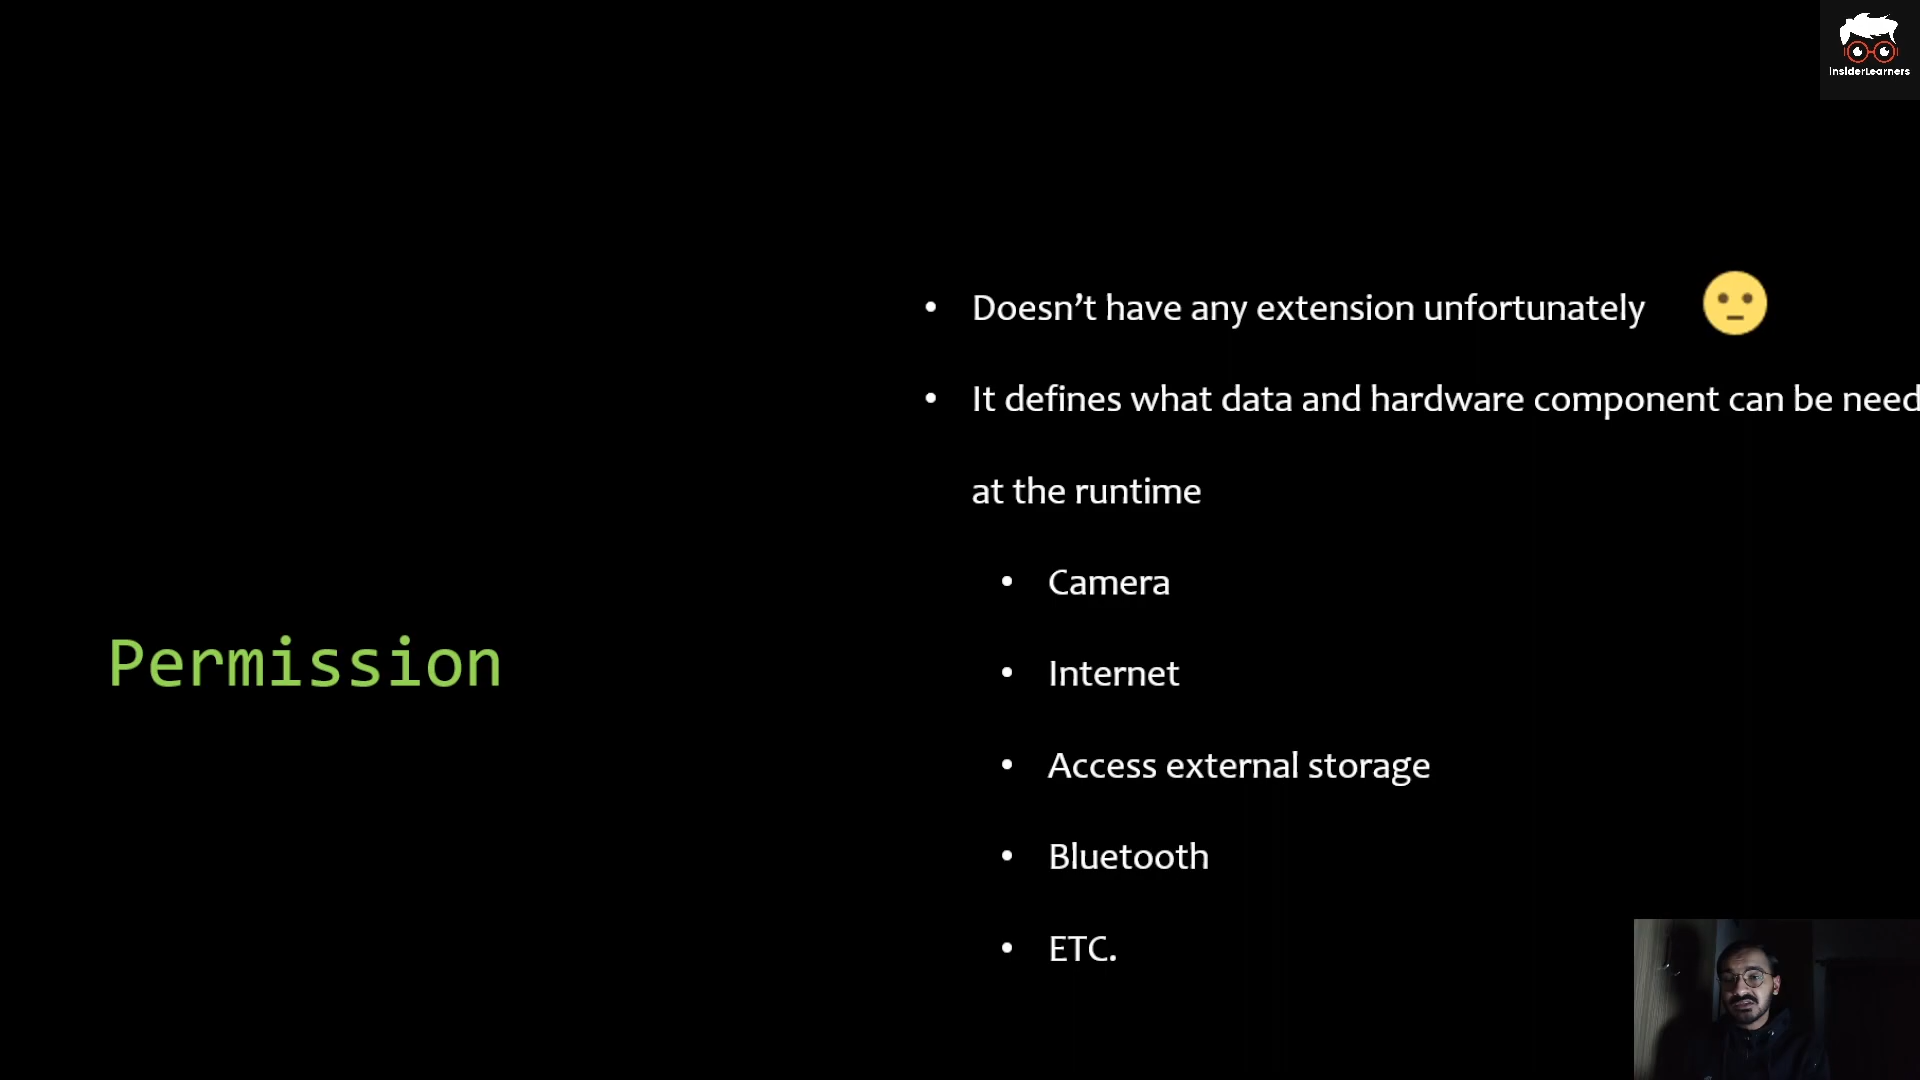 InsiderLearners
Permission
• Doesn’t have any extension unfortunately
• It defines what data and hardware component can be need
at the runtime
• Camera
• Internet
• Access external storage
• Bluetooth
• ETC.